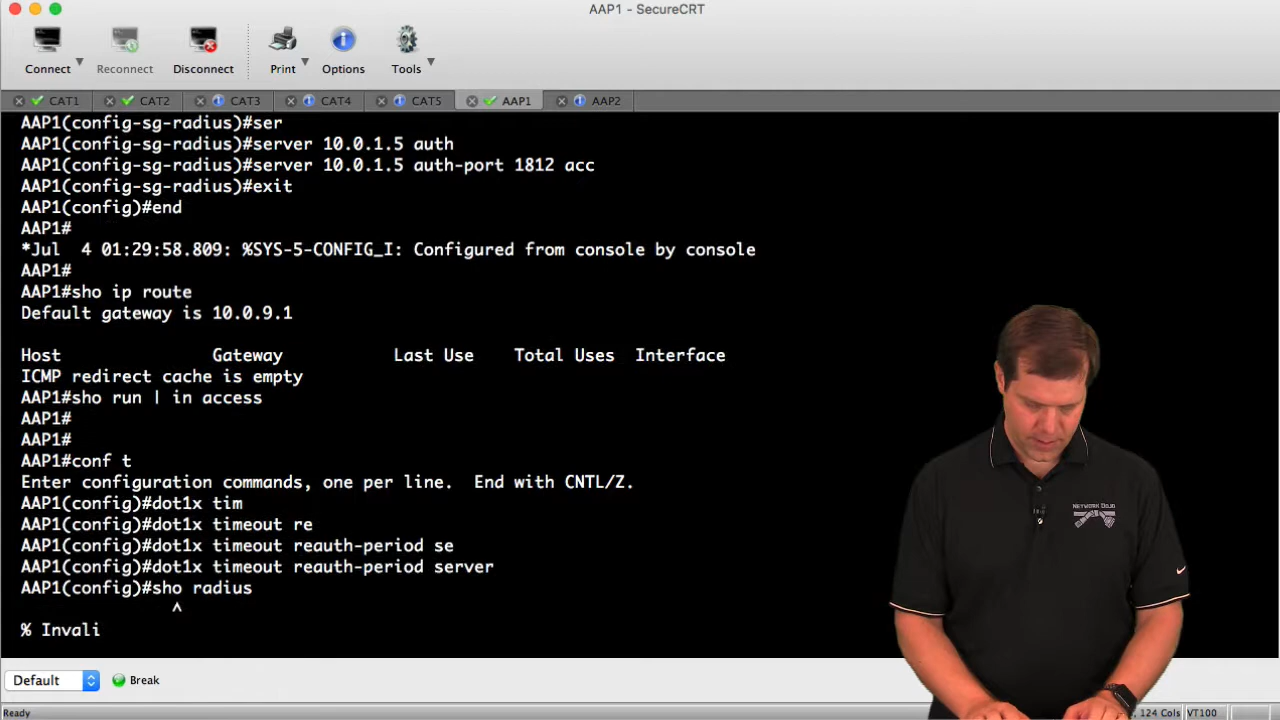 AAP1 - SecureCRT
Connect
Reconnect
Disconnect
Print
Options
Tools
CAT1
CAT2
CAT3
CAT4
CAT5
AAP1
AAP2
AAP1(config-sg-radius)#ser
AAP1(config-sg-radius)#server 10.0.1.5 auth
AAP1(config-sg-radius)#server 10.0.1.5 auth-port 1812 acc
AAP1(config-sg-radius)#exit
AAP1(config)#end
AAP1#
*Jul  4 01:29:58.809: %SYS-5-CONFIG_I: Configured from console by console
AAP1#
AAP1#sho ip route
Default gateway is 10.0.9.1
Host Gateway Last Use Total Uses Interface
ICMP redirect cache is empty
AAP1#sho run | in access
AAP1#
AAP1#
AAP1#conf t
Enter configuration commands, one per line.  End with CNTL/Z.
AAP1(config)#dot1x tim
AAP1(config)#dot1x timeout re
AAP1(config)#dot1x timeout reauth-period se
AAP1(config)#dot1x timeout reauth-period server
AAP1(config)#sho radius
^
% Invali
NETWORK DOJO
Default
Break
Ready
, 124 Cols
VT100